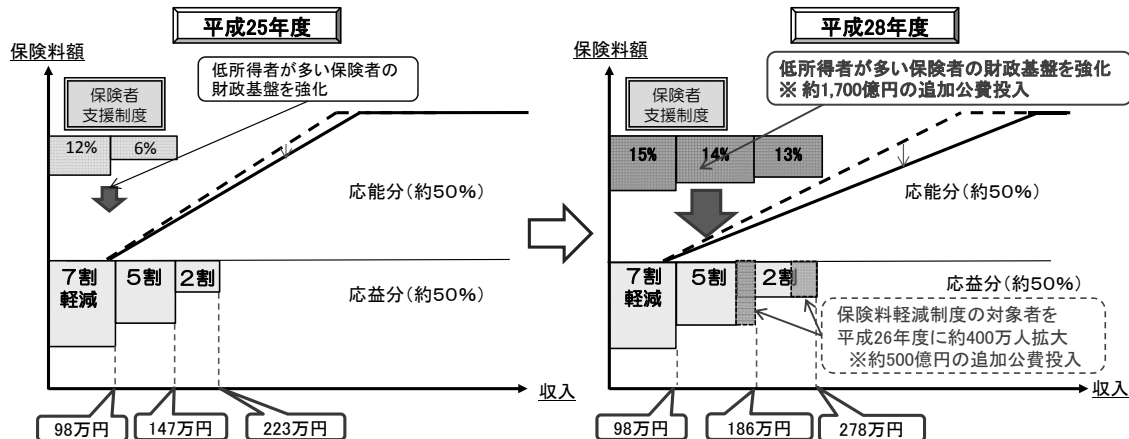 平成25年度
保険料額
低所得者が多い保険者の
財政基盤を強化
保険者
支援制度
12%
6%
応能分(約50%)
7割
軽減
5割
2割
応益分(約50%)
収入
98万円
147万円
223万円
平成28年度
保険料額
低所得者が多い保険者の財政基盤を強化
※ 約1,700億円の追加公費投入
保険者
支援制度
15%
14%
13%
応能分(約50%)
7割
軽減
5割
2割
応益分(約50%)
保険料軽減制度の対象者を
平成26年度に約400万人拡大
※約500億円の追加公費投入
収入
98万円
186万円
278万円